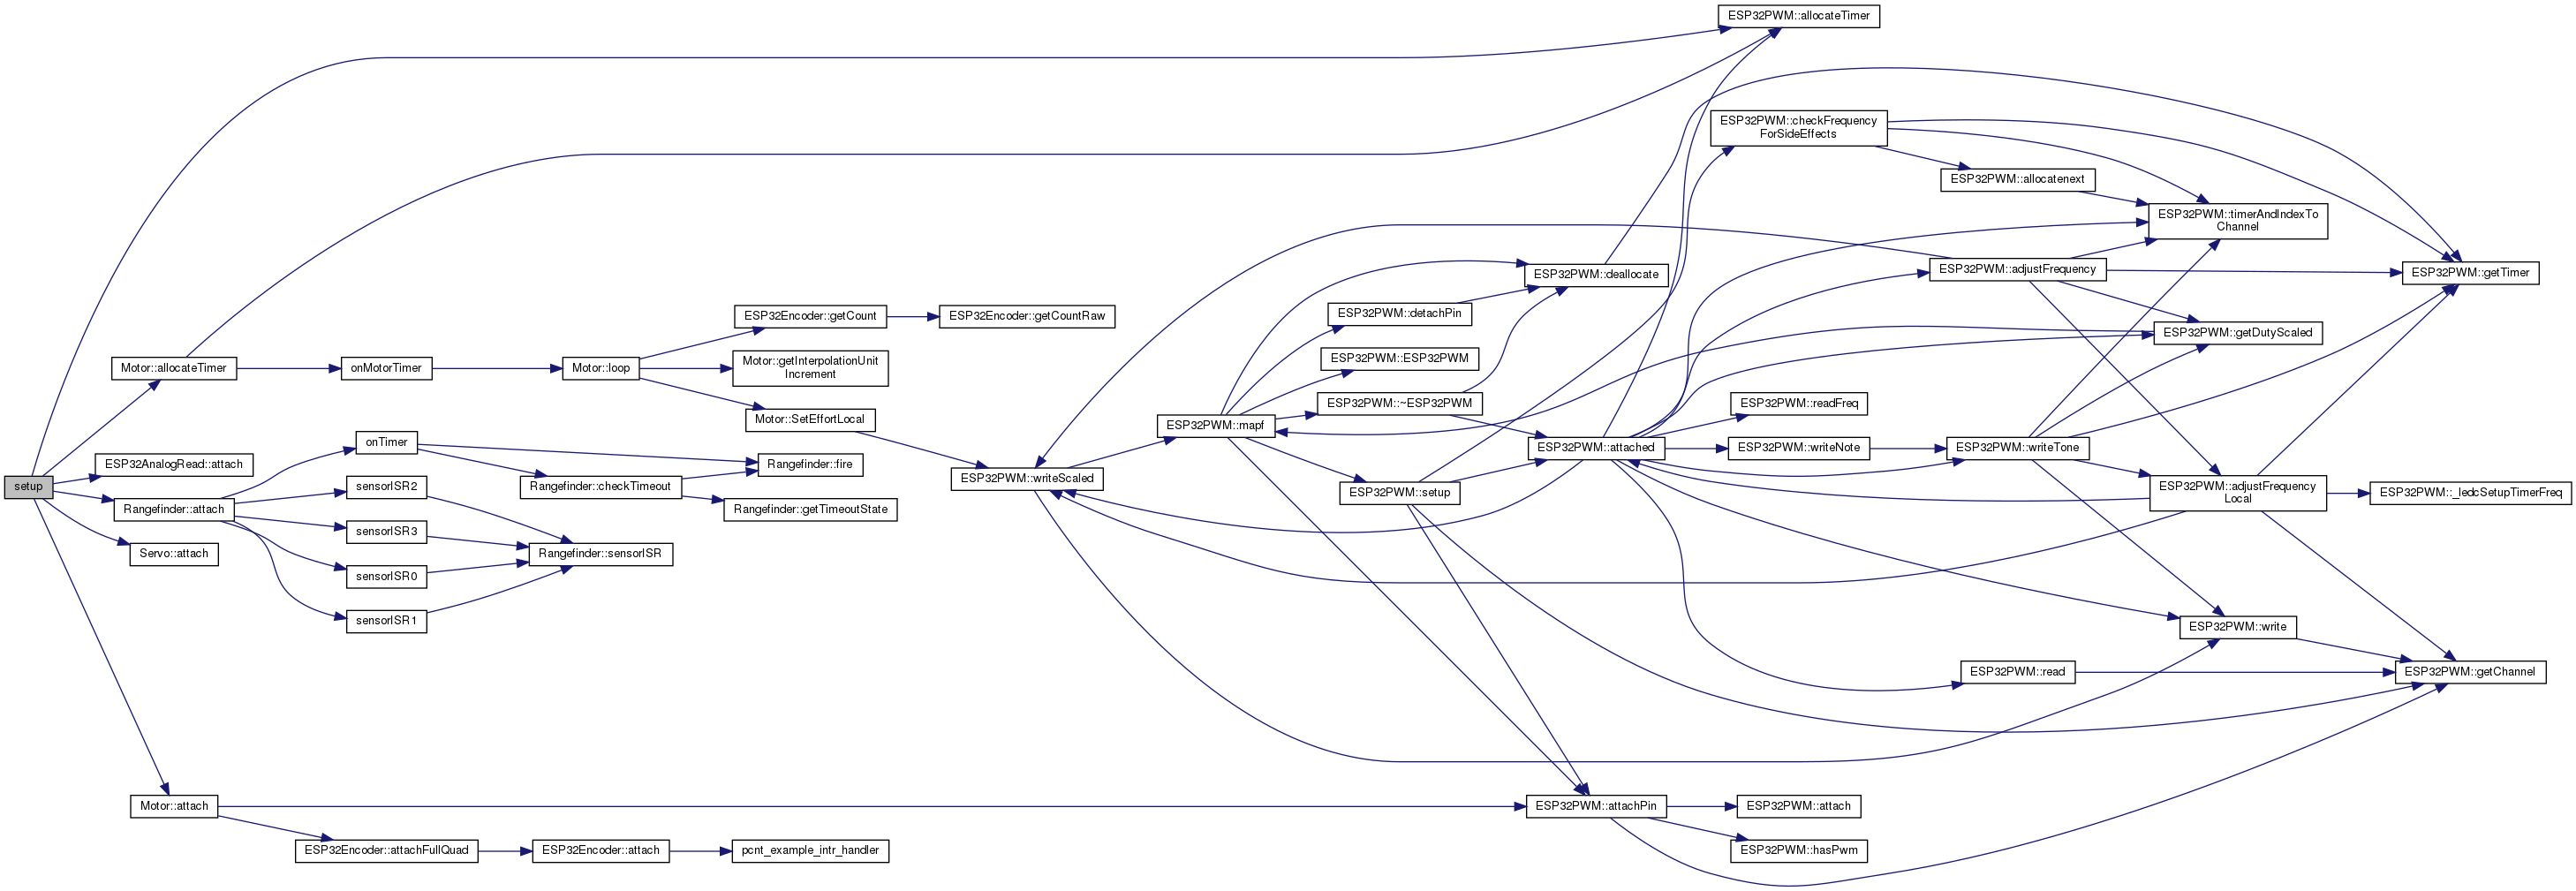 setup
ESP32PWM::allocateTimer
Motor::allocateTimer
onMotorTimer
Motor::loop
ESP32Encoder::getCount
ESP32Encoder::getCountRaw
Motor::getInterpolationUnit
Increment
Motor::SetEffortLocal
ESP32AnalogRead::attach
Rangefinder::attach
Servo::attach
onTimer
sensorISR2
sensorISR3
sensorISR0
sensorISR1
Rangefinder::checkTimeout
Rangefinder::fire
Rangefinder::getTimeoutState
Rangefinder::sensorISR
Motor::attach
ESP32Encoder::attachFullQuad
ESP32Encoder::attach
pcnt_example_intr_handler
ESP32PWM::writeScaled
ESP32PWM::mapf
ESP32PWM::deallocate
ESP32PWM::detachPin
ESP32PWM::ESP32PWM
ESP32PWM::~ESP32PWM
ESP32PWM::setup
ESP32PWM::attached
ESP32PWM::attachPin
ESP32PWM::attach
ESP32PWM::hasPwm
ESP32PWM::checkFrequency
ForSideEffects
ESP32PWM::allocatenext
ESP32PWM::timerAndIndexTo
Channel
ESP32PWM::adjustFrequency
ESP32PWM::getTimer
ESP32PWM::getDutyScaled
ESP32PWM::readFreq
ESP32PWM::writeNote
ESP32PWM::writeTone
ESP32PWM::adjustFrequency
Local
ESP32PWM::_ledcSetupTimerFreq
ESP32PWM::write
ESP32PWM::read
ESP32PWM::getChannel